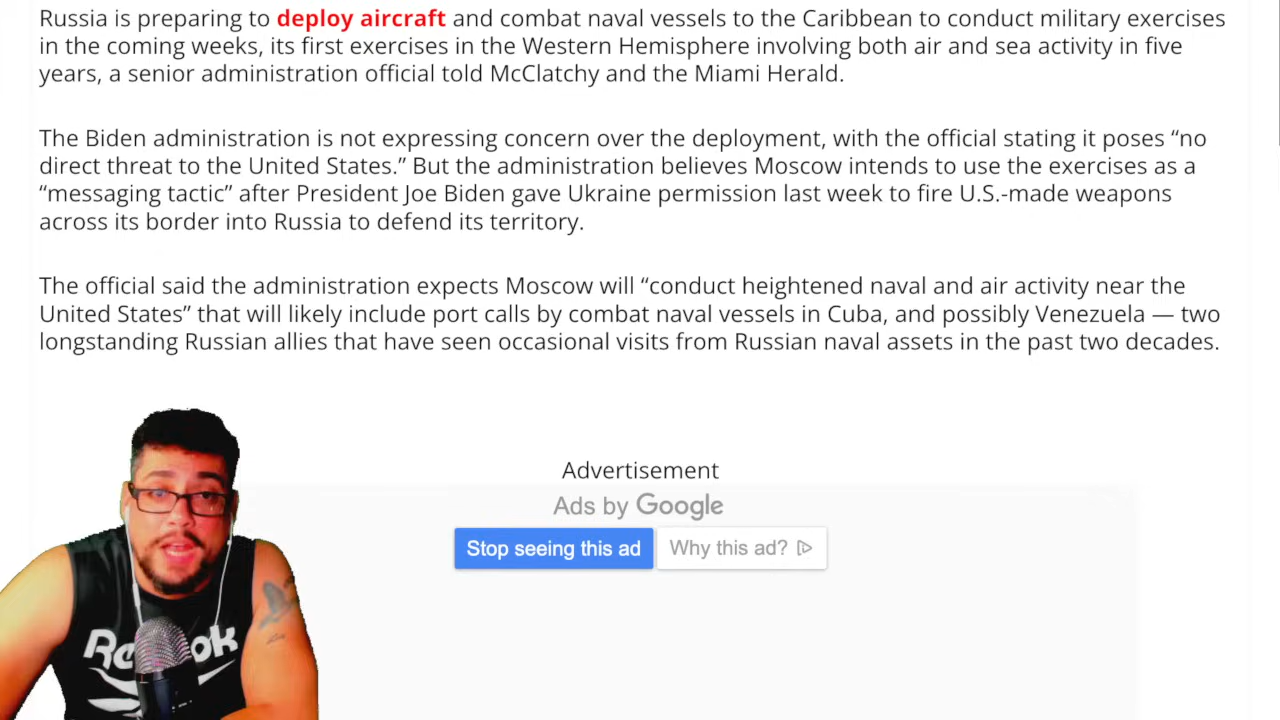 Russia is preparing to deploy aircraft and combat naval vessels to the Caribbean to conduct military exercises
in the coming weeks, its first exercises in the Western Hemisphere involving both air and sea activity in five
years, a senior administration official told McClatchy and the Miami Herald.
The Biden administration is not expressing concern over the deployment, with the official stating it poses “no
direct threat to the United States.” But the administration believes Moscow intends to use the exercises as a
“messaging tactic” after President Joe Biden gave Ukraine permission last week to fire U.S.-made weapons
across its border into Russia to defend its territory.
The official said the administration expects Moscow will “conduct heightened naval and air activity near the
United States” that will likely include port calls by combat naval vessels in Cuba, and possibly Venezuela — two
longstanding Russian allies that have seen occasional visits from Russian naval assets in the past two decades.
Advertisement
Ads by Google
Stop seeing this ad
Why this ad?